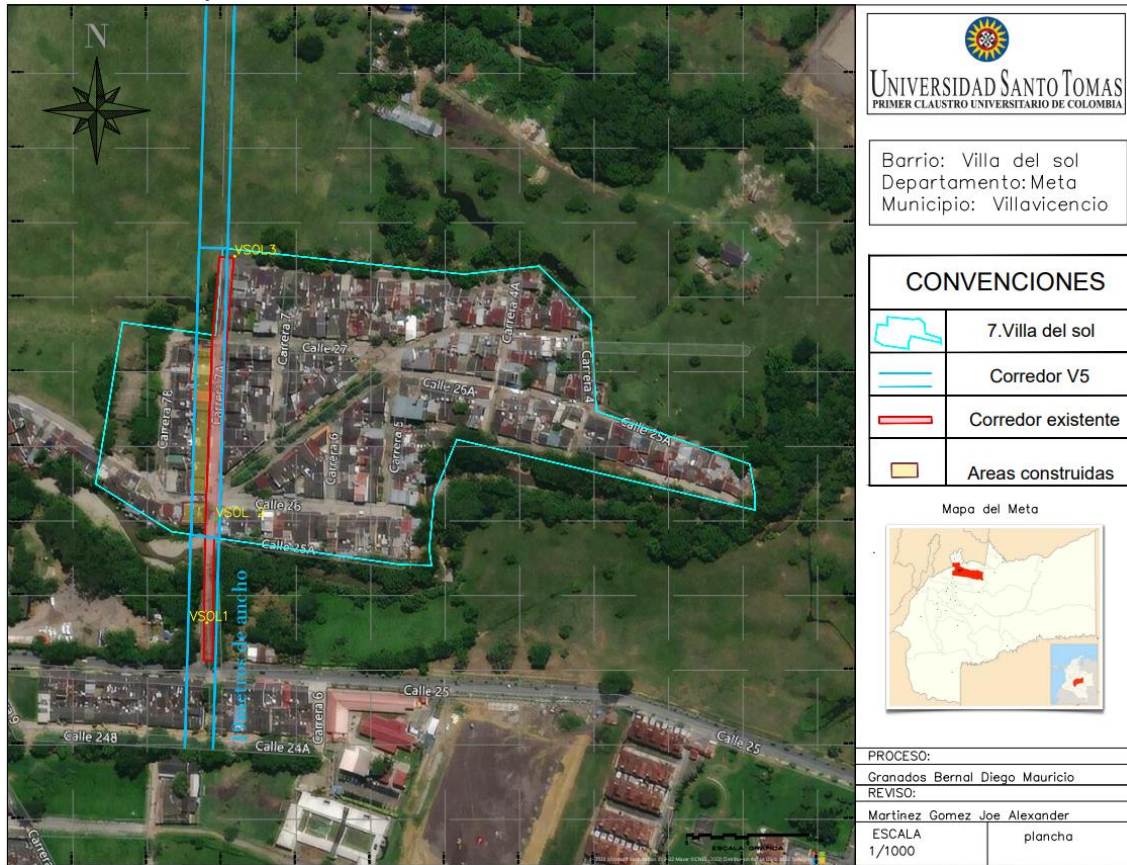 N
VSOL3
Carrera 7
Carrera 4A
Calle 27
Carrera 7A
Calle 26A
Carrera 4
Carrera 7B
Carrera 6
Carrera 5
Calle 25A
VSOL 2
Calle 26
Calle 25A
VSOL1
metros de ancho
Calle 25
Carrera 6
Calle 24B
Calle 24A
Calle 25
ESCALA GRAFICA
UNIVERSIDAD SANTO TOMAS
PRIMER CLAUSTRO UNIVERSITARIO DE COLOMBIA
Barrio: Villa del sol
Departamento: Meta
Municipio: Villavicencio
CONVENCIONES
7.Villa del sol
Corredor V5
Corredor existente
Areas construidas
Mapa del Meta
PROCESO:
Granados Bernal Diego Mauricio
REVISO:
Martinez Gomez Joe Alexander
ESCALA
1/1000
plancha